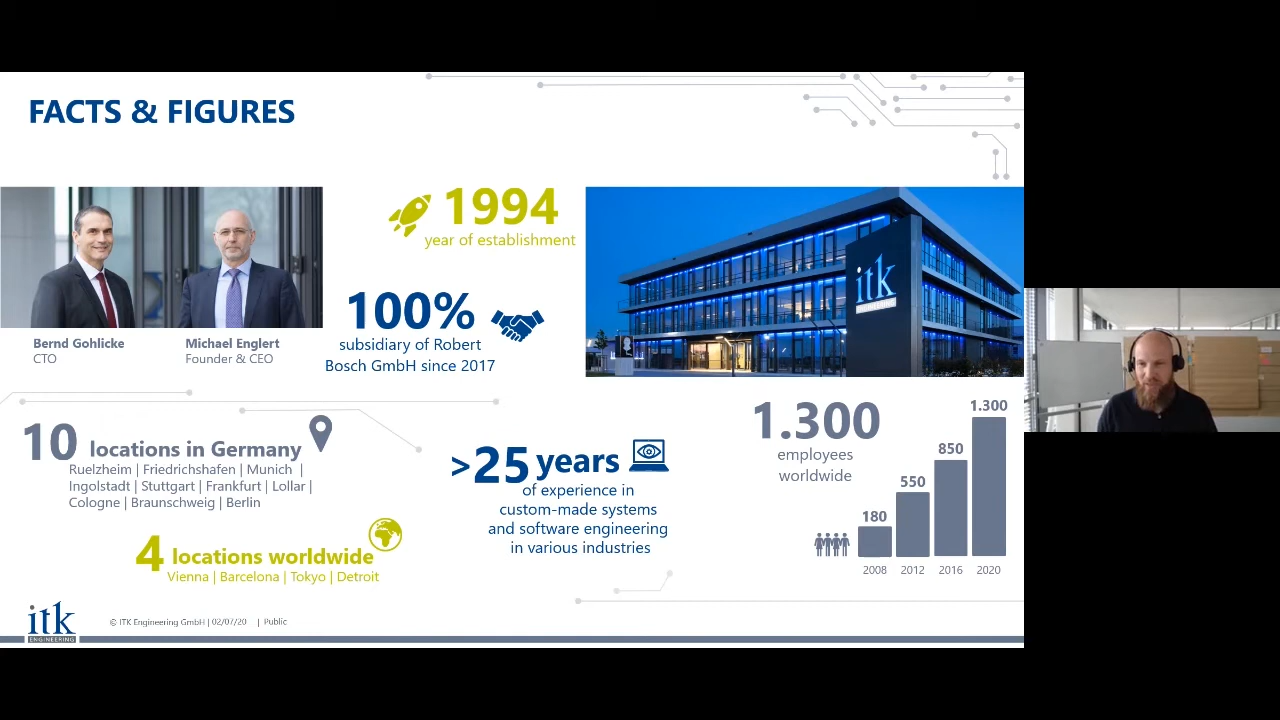 FACTS & FIGURES
1994
year of establishment
100%
subsidiary of Robert
Bosch GmbH since 2017
Bernd Gohlicke
CTO
Michael Englert
Founder & CEO
itk
ENGINEERING
10 locations in Germany
Ruelzheim | Friedrichshafen | Munich |
Ingolstadt | Stuttgart | Frankfurt | Lollar |
Cologne | Braunschweig | Berlin
4 locations worldwide
Vienna | Barcelona | Tokyo | Detroit
>25 years
of experience in
custom-made systems
and software engineering
in various industries
1.300
employees
worldwide
180
550
850
1.300
2008 2012 2016 2020
itk
ENGINEERING
© ITK Engineering GmbH | 02/07/20 | Public